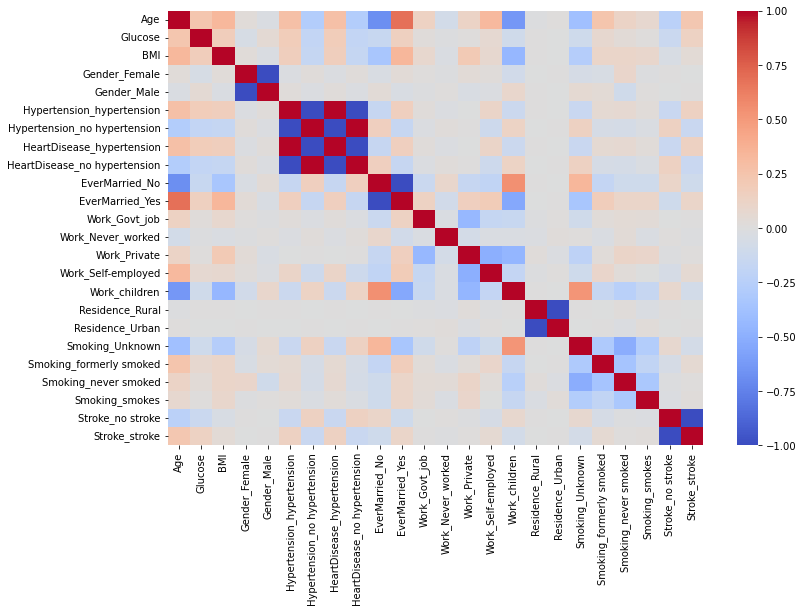 Age
Glucose
BMI
Gender_Female
Gender_Male
Hypertension_hypertension
Hypertension_no hypertension
HeartDisease_hypertension
HeartDisease_no hypertension
EverMarried_No
EverMarried_Yes
Work_Govt_job
Work_Never_worked
Work_Private
Work_Self-employed
Work_children
Residence_Rural
Residence_Urban
Smoking_Unknown
Smoking_formerly smoked
Smoking_never smoked
Smoking_smokes
Stroke_no stroke
Stroke_stroke
Age
Glucose
BMI
Gender_Female
Gender_Male
Hypertension_hypertension
Hypertension_no hypertension
HeartDisease_hypertension
HeartDisease_no hypertension
EverMarried_No
EverMarried_Yes
Work_Govt_job
Work_Never_worked
Work_Private
Work_Self-employed
Work_children
Residence_Rural
Residence_Urban
Smoking_Unknown
Smoking_formerly smoked
Smoking_never smoked
Smoking_smokes
Stroke_no stroke
Stroke_stroke
1.00
0.75
0.50
0.25
0.00
−0.25
−0.50
−0.75
−1.00